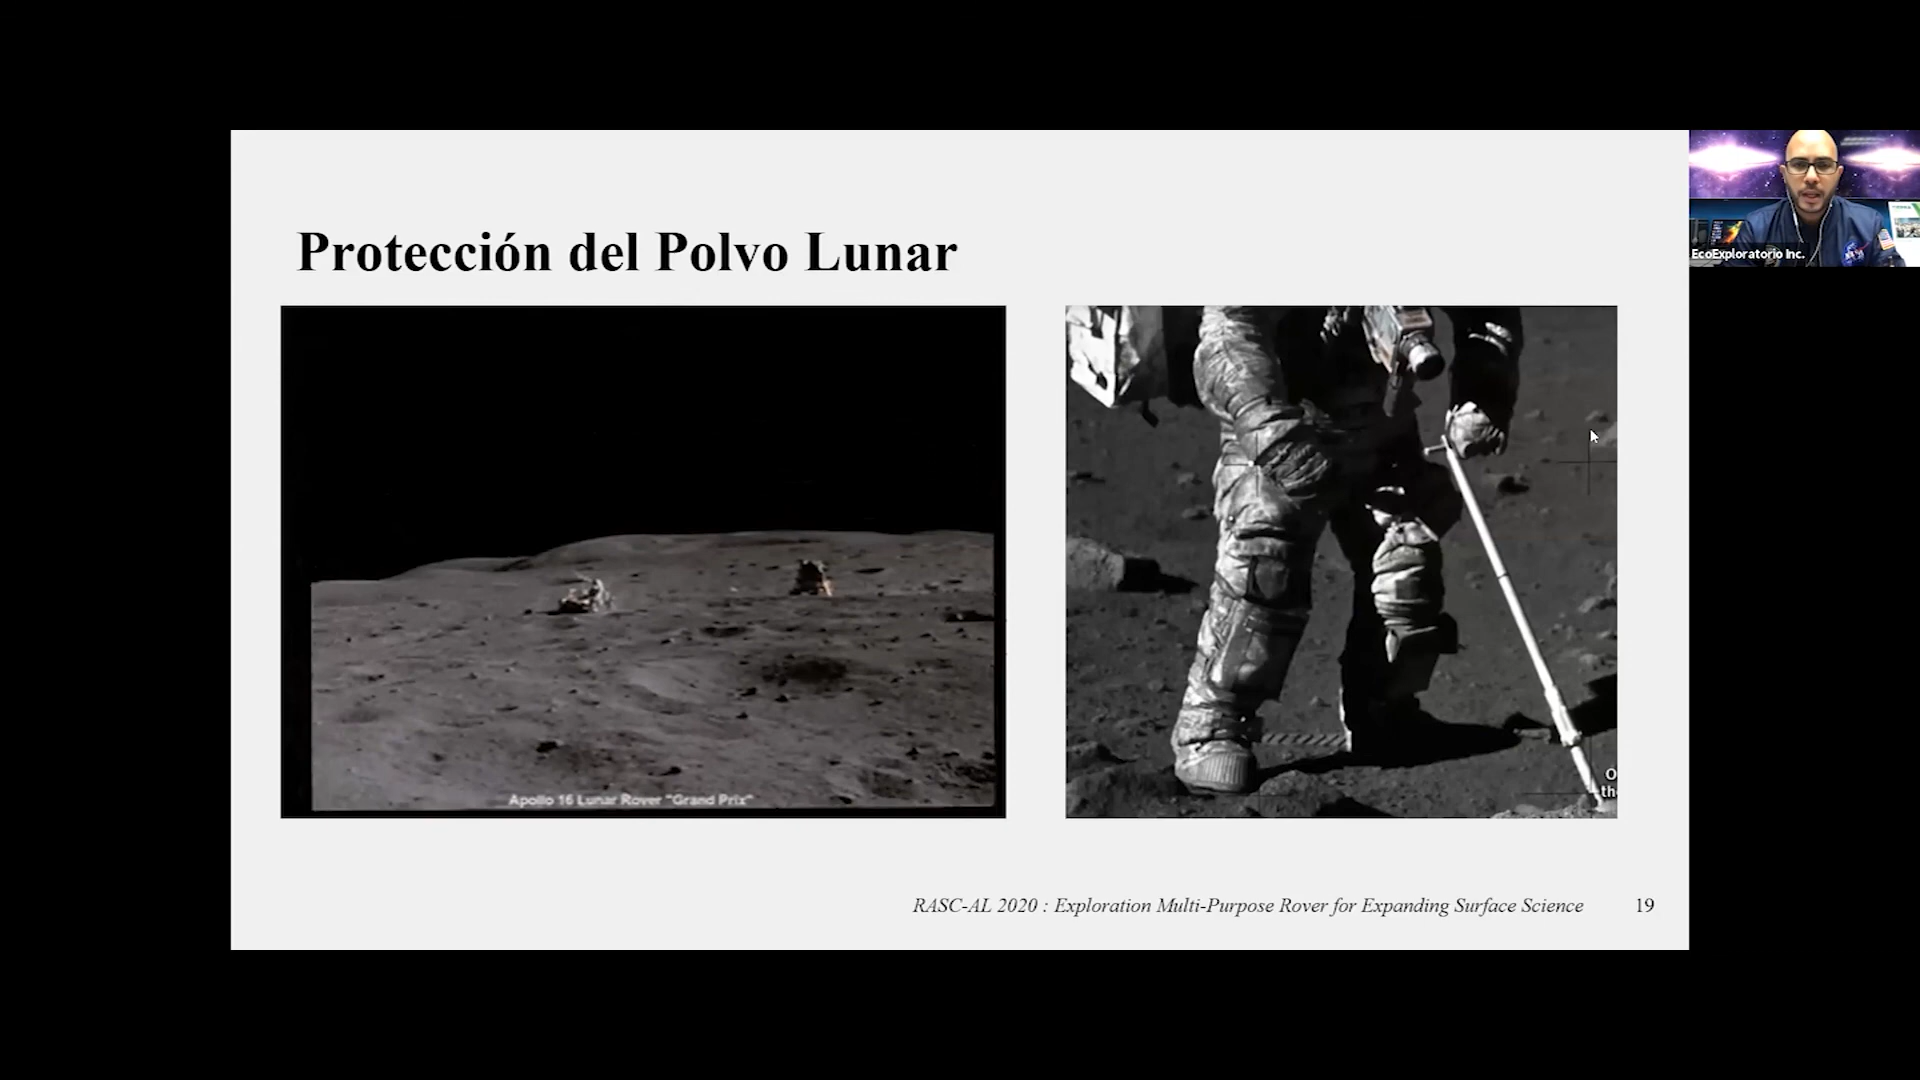 Protección del Polvo Lunar
EcoExploratorio Inc.
Apollo 16 Lunar Rover "Grand Prix"
RASC-AL 2020 : Exploration Multi-Purpose Rover for Expanding Surface Science
19